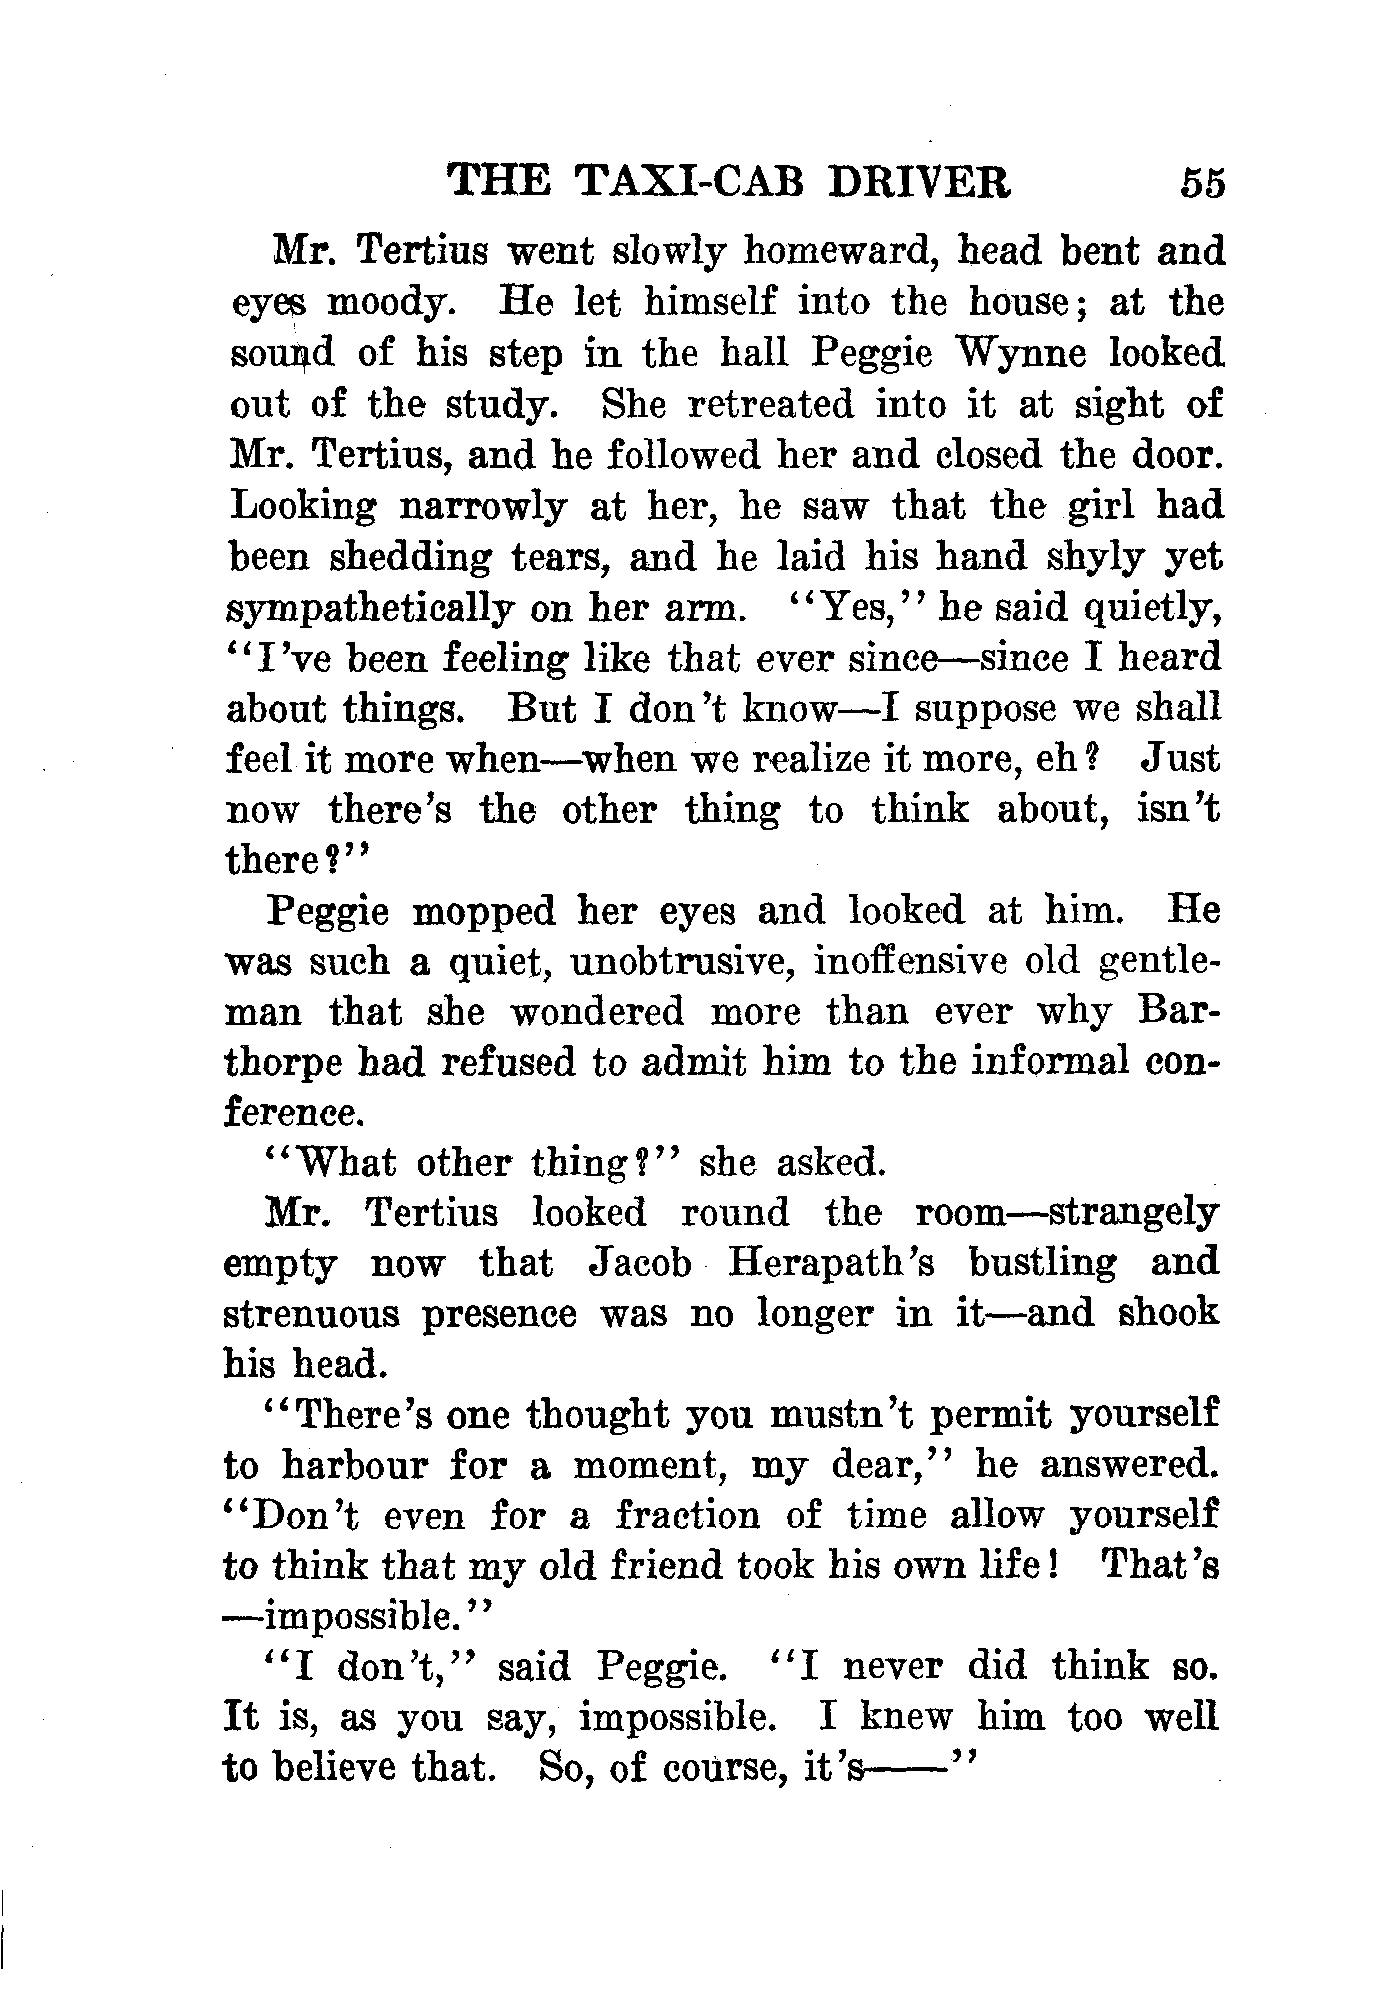 THE TAXI-CAB DRIVER 55
Mr. Tertius went slowly homeward, head bent and
eyes moody. He let himself into the house; at the
sound of his step in the hall Peggie Wynne looked
out of the study. She retreated into it at sight of
Mr. Tertius, and he followed her and closed the door.
Looking narrowly at her, he saw that the girl had
been shedding tears, and he laid his hand shyly yet
sympathetically on her arm. "Yes," he said quietly,
"I've been feeling like that ever since—since I heard
about things. But I don't know—I suppose we shall
feel it more when—when we realize it more, eh? Just
now there's the other thing to think about, isn't
there?"
Peggie mopped her eyes and looked at him. He
was such a quiet, unobtrusive, inoffensive old gentle-
man that she wondered more than ever why Bar-
thorpe had refused to admit him to the informal con-
ference.
"What other thing?" she asked.
Mr. Tertius looked round the room—strangely
empty now that Jacob Herapath's bustling and
strenuous presence was no longer in it—and shook
his head.
"There's one thought you mustn't permit yourself
to harbour for a moment, my dear," he answered.
"Don't even for a fraction of time allow yourself
to think that my old friend took his own life! That's
—impossible."
"I don't," said Peggie. "I never did think so.
It is, as you say, impossible. I knew him too well
to believe that. So, of course, it's——"